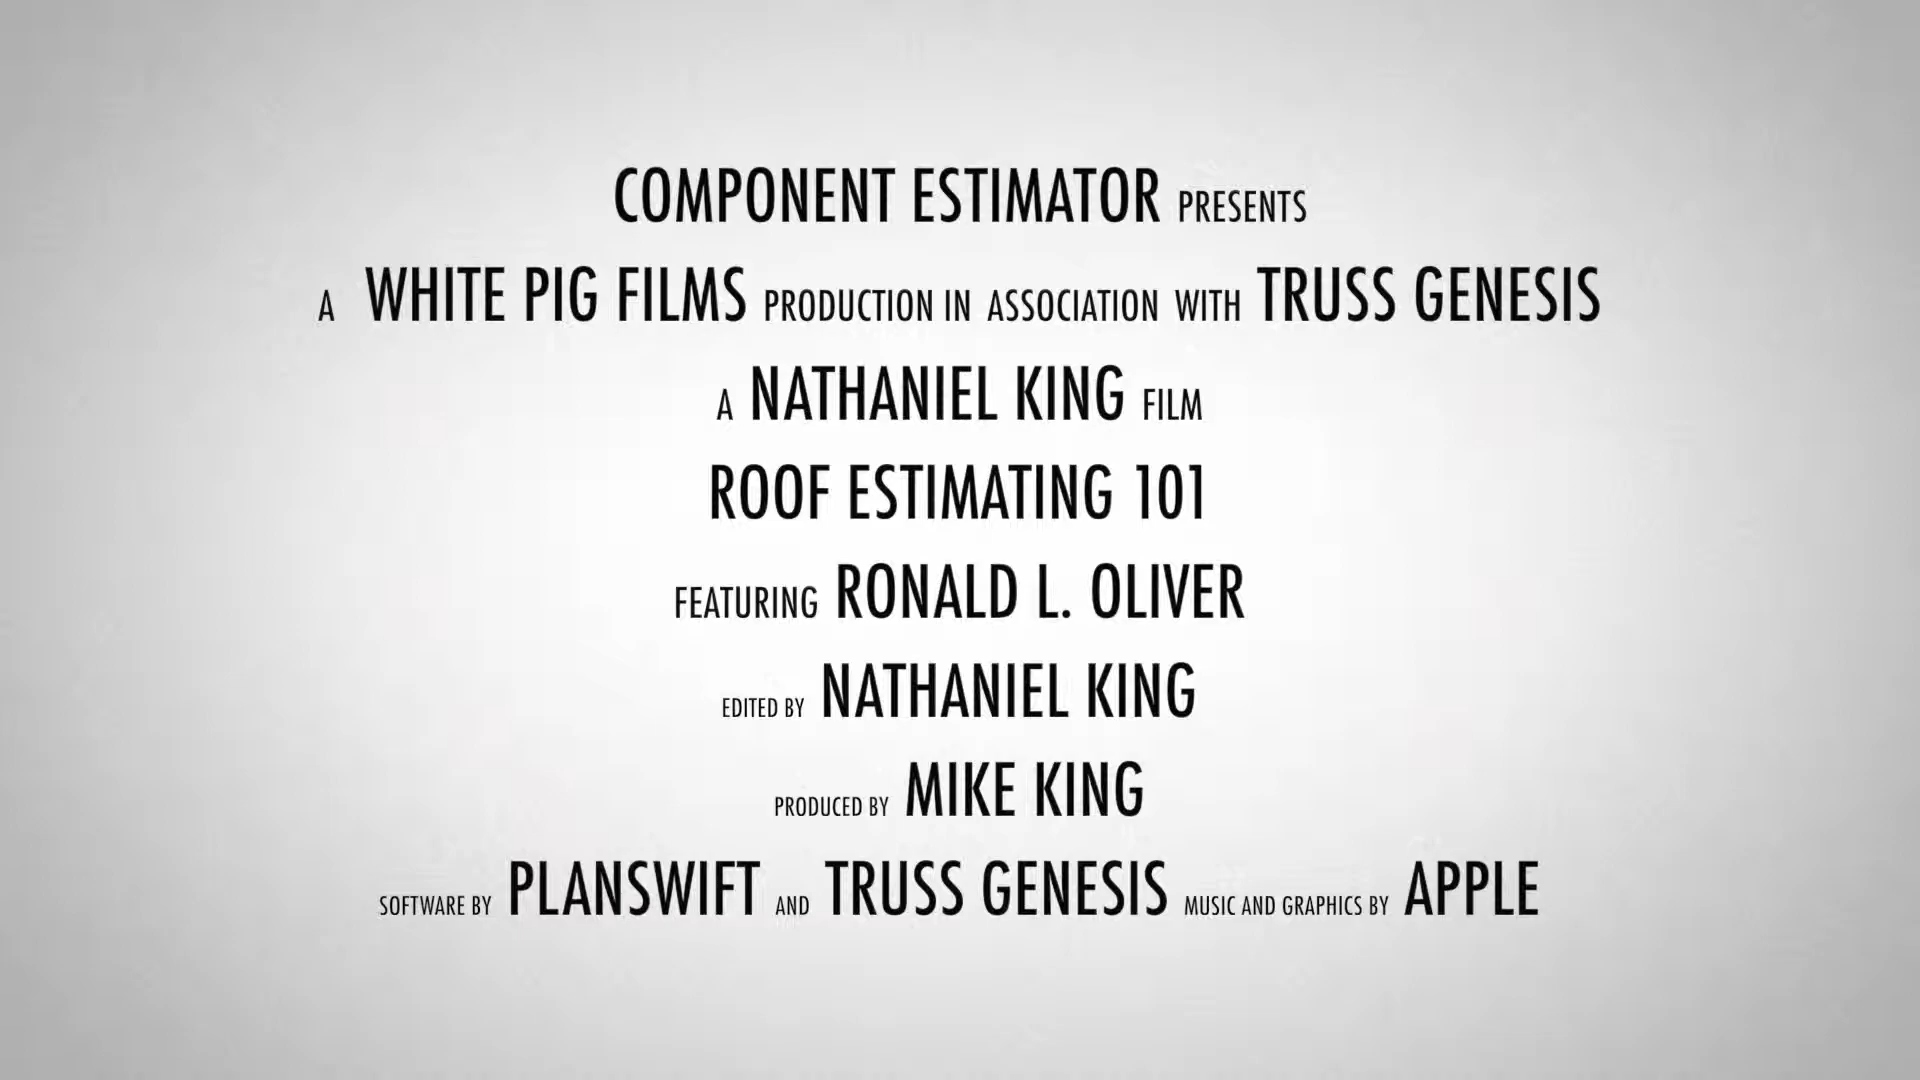 COMPONENT ESTIMATOR PRESENTS
A WHITE PIG FILMS PRODUCTION IN ASSOCIATION WITH TRUSS GENESIS
A NATHANIEL KING FILM
ROOF ESTIMATING 101
FEATURING RONALD L. OLIVER
EDITED BY NATHANIEL KING
PRODUCED BY MIKE KING
SOFTWARE BY PLANSWIFT AND TRUSS GENESIS MUSIC AND GRAPHICS BY APPLE